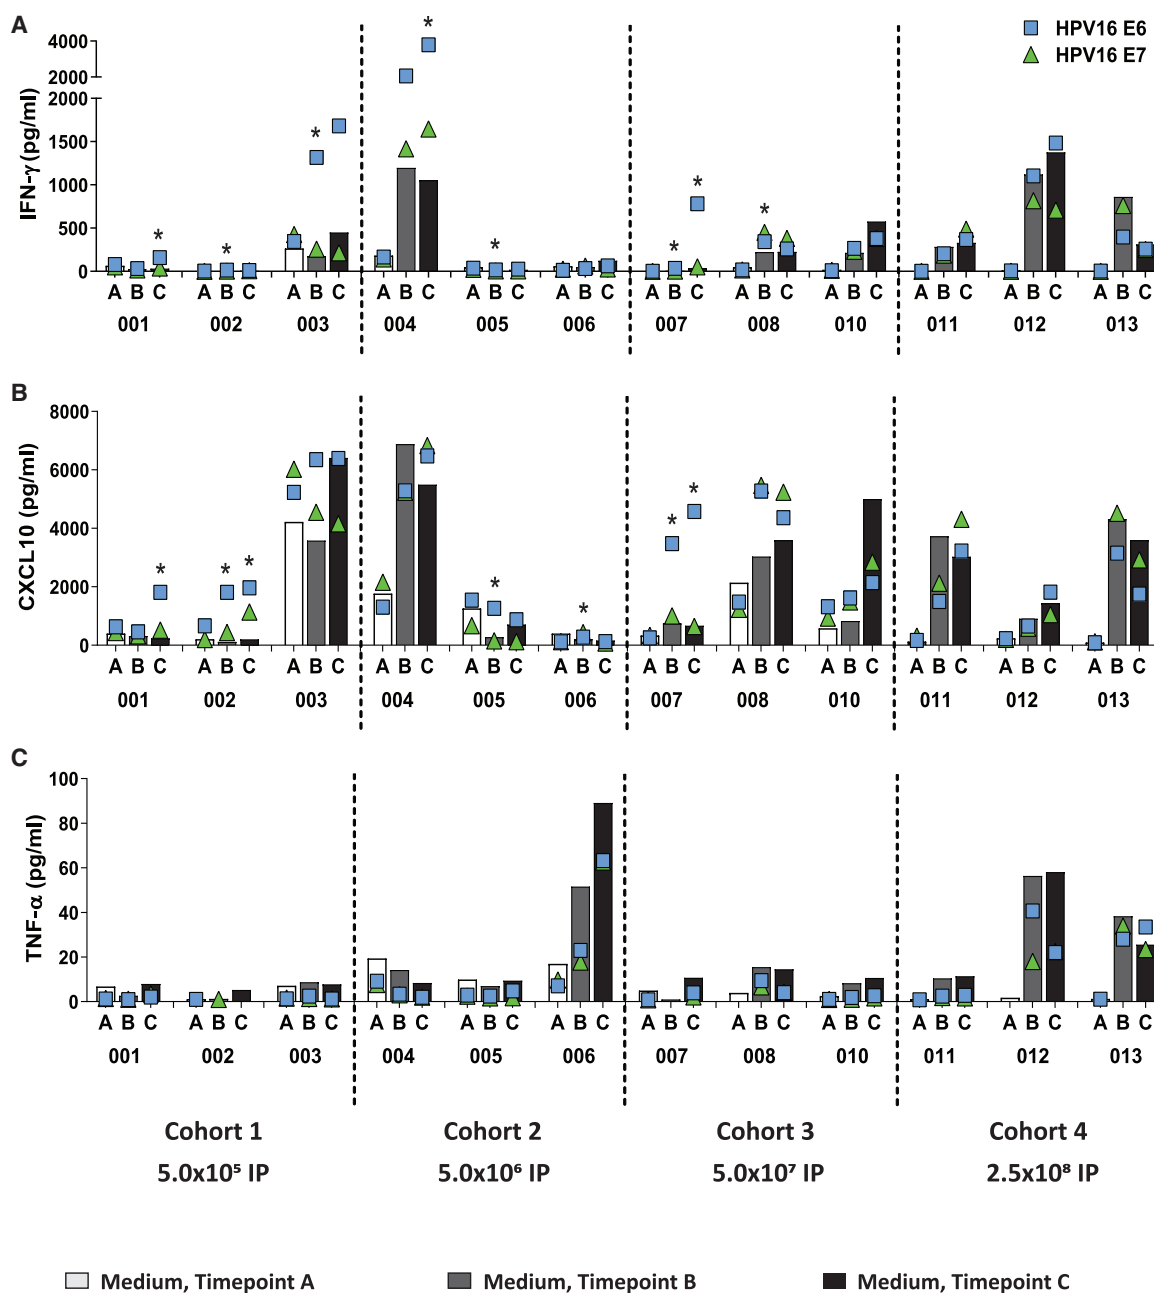 A
HPV16 E6
HPV16 E7
IFN-γ (pg/ml)
4000
2000
2000
1500
1000
500
0
* * * * * * * *
A B C A B C A B C A B C A B C A B C A B C A B C A B C A B C A B C A B C
001 002 003 004 005 006 007 008 010 011 012 013
B
CXCL10 (pg/ml)
8000
6000
4000
2000
0
* * * * * * *
A B C A B C A B C A B C A B C A B C A B C A B C A B C A B C A B C A B C
001 002 003 004 005 006 007 008 010 011 012 013
C
TNF-α (pg/ml)
100
80
60
40
20
0
A B C A B C A B C A B C A B C A B C A B C A B C A B C A B C A B C A B C
001 002 003 004 005 006 007 008 010 011 012 013
Cohort 1 Cohort 2 Cohort 3 Cohort 4
5.0x10⁵ IP 5.0x10⁶ IP 5.0x10⁷ IP 2.5x10⁸ IP
Medium, Timepoint A Medium, Timepoint B Medium, Timepoint C